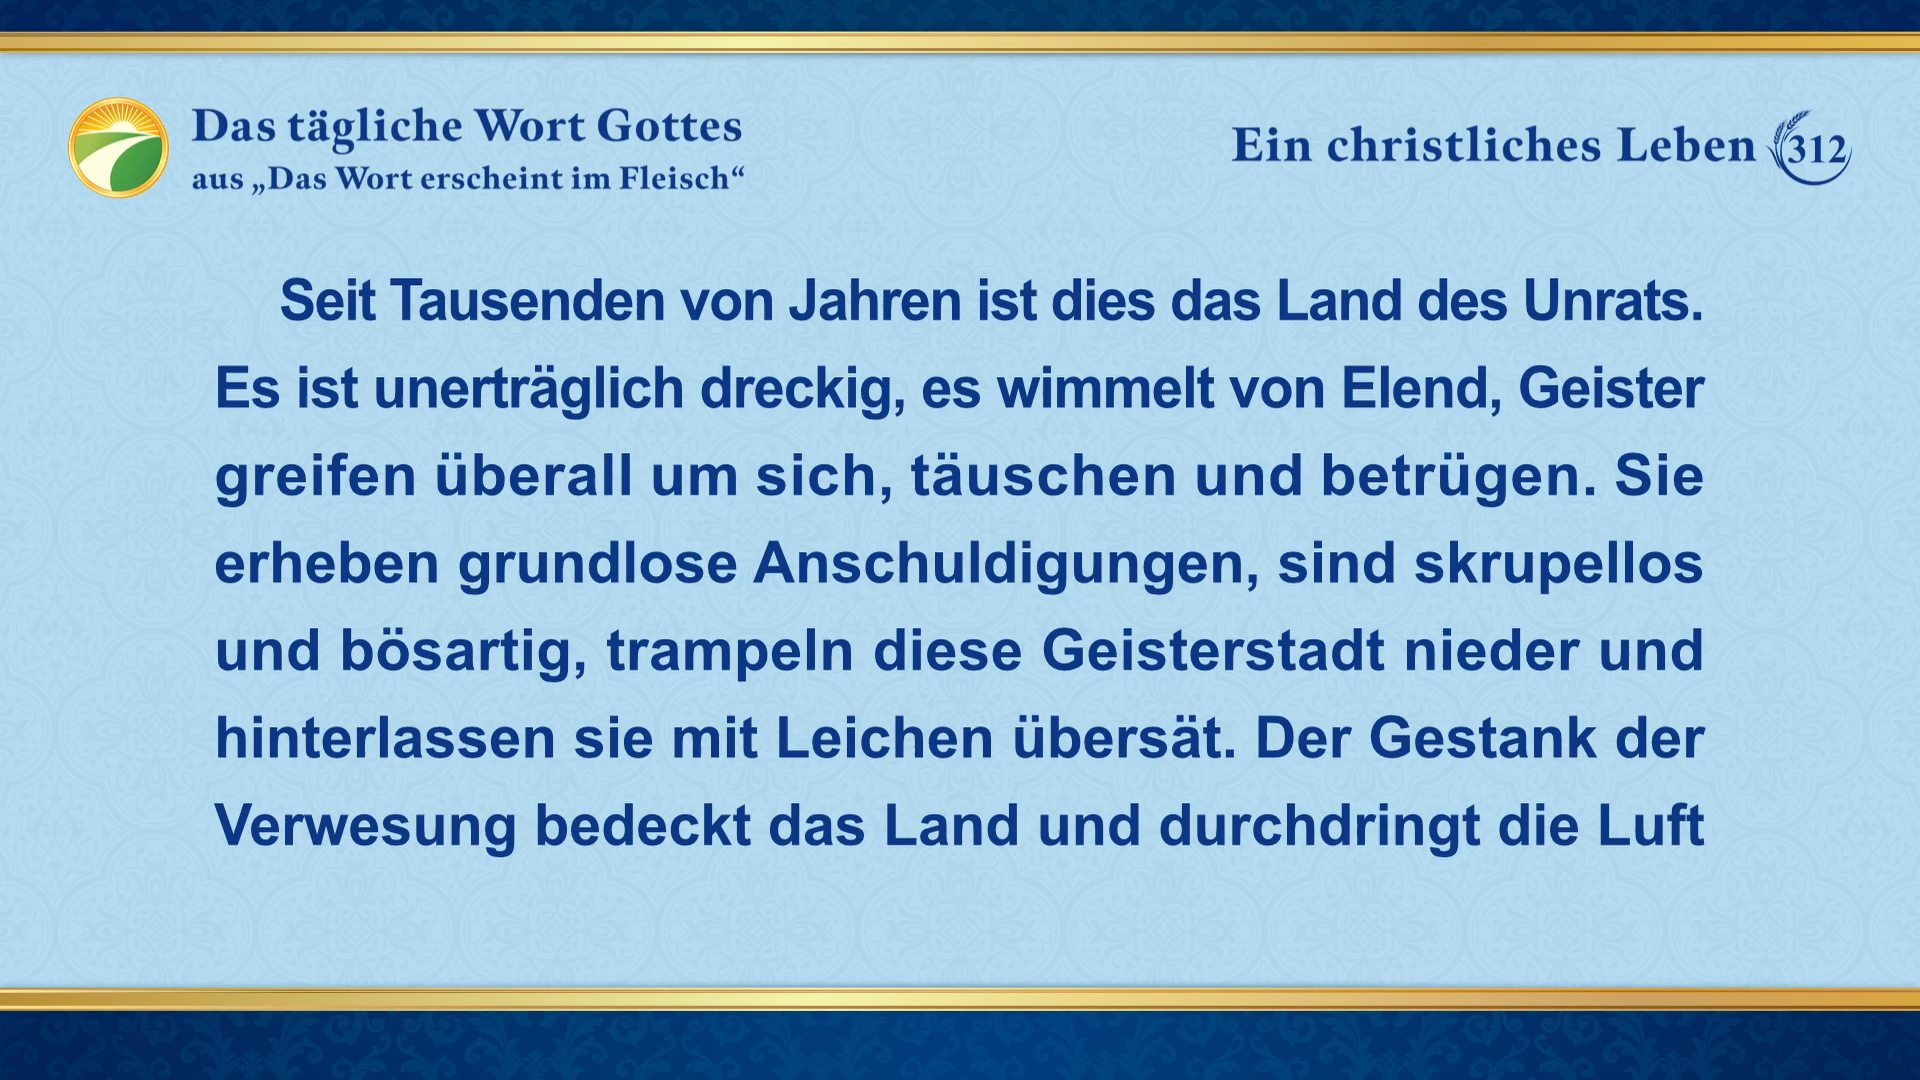 Das tägliche Wort Gottes
aus „Das Wort erscheint im Fleisch“
Ein christliches Leben 312
Seit Tausenden von Jahren ist dies das Land des Unrats.
Es ist unerträglich dreckig, es wimmelt von Elend, Geister
greifen überall um sich, täuschen und betrügen. Sie
erheben grundlose Anschuldigungen, sind skrupellos
und bösartig, trampeln diese Geisterstadt nieder und
hinterlassen sie mit Leichen übersät. Der Gestank der
Verwesung bedeckt das Land und durchdringt die Luft